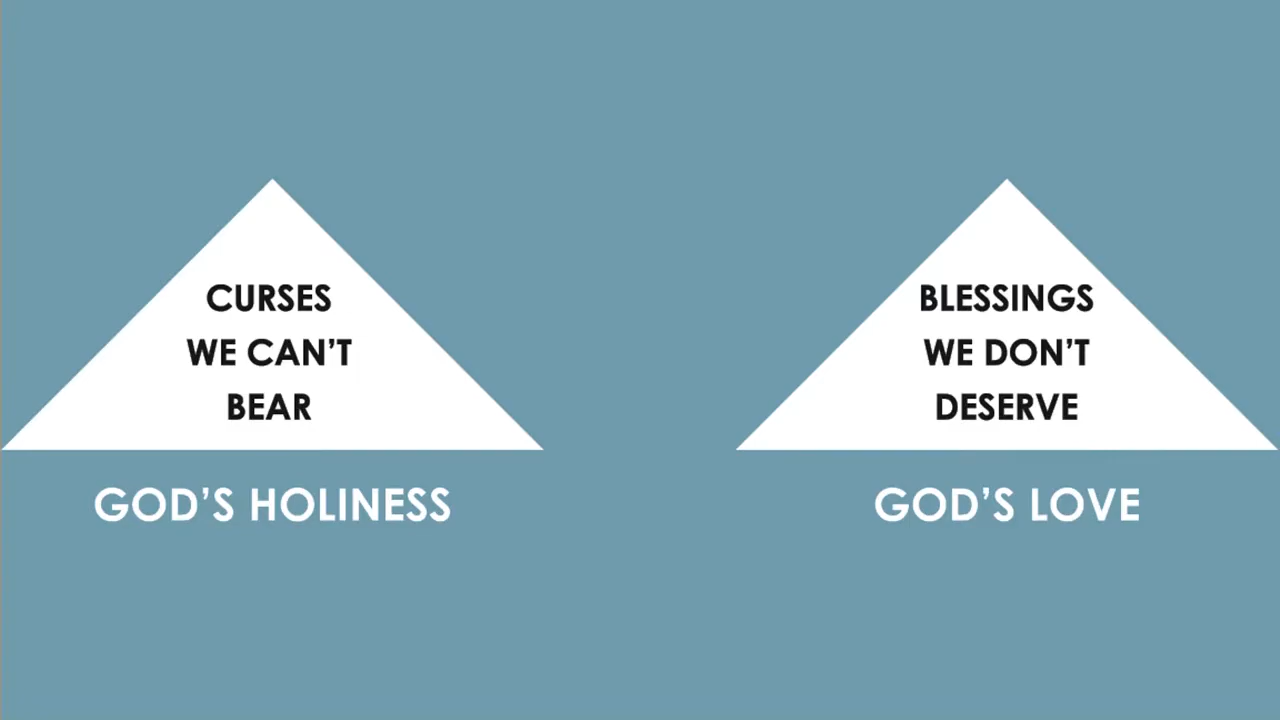 CURSES
WE CAN'T
BEAR
GOD'S HOLINESS
BLESSINGS
WE DON'T
DESERVE
GOD'S LOVE